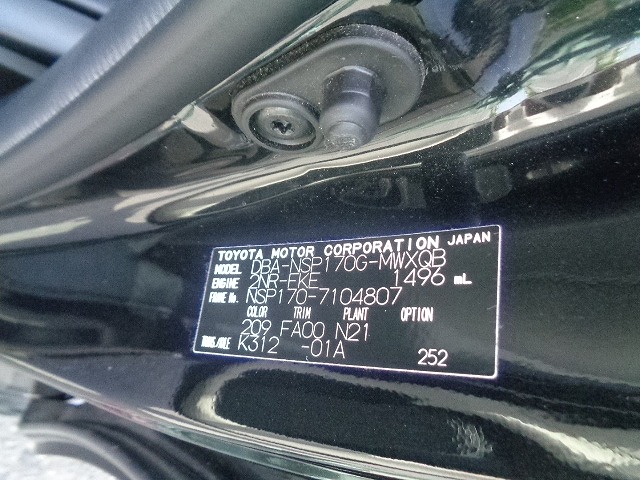 TOYOTA MOTOR CORPORATION JAPAN
MODEL DBA-NSP170G-MWXQB
ENGINE 2NR-FKE 1496 mL
FRAME No. NSP170-7104807
COLOR TRIM PLANT OPTION
209 FA00 N21
TRANS/AXLE K312 -01A
252